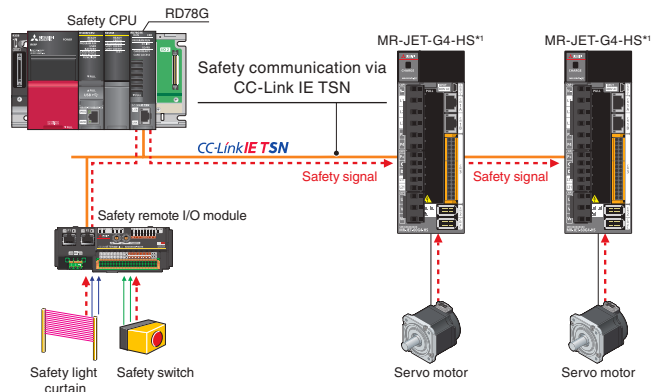 Safety CPU
RD78G
MR-JET-G4-HS*1
MR-JET-G4-HS*1
Safety communication via
CC-Link IE TSN
CC-Link IE TSN
Safety signal
Safety signal
Safety remote I/O module
Safety light
curtain
Safety switch
Servo motor
Servo motor